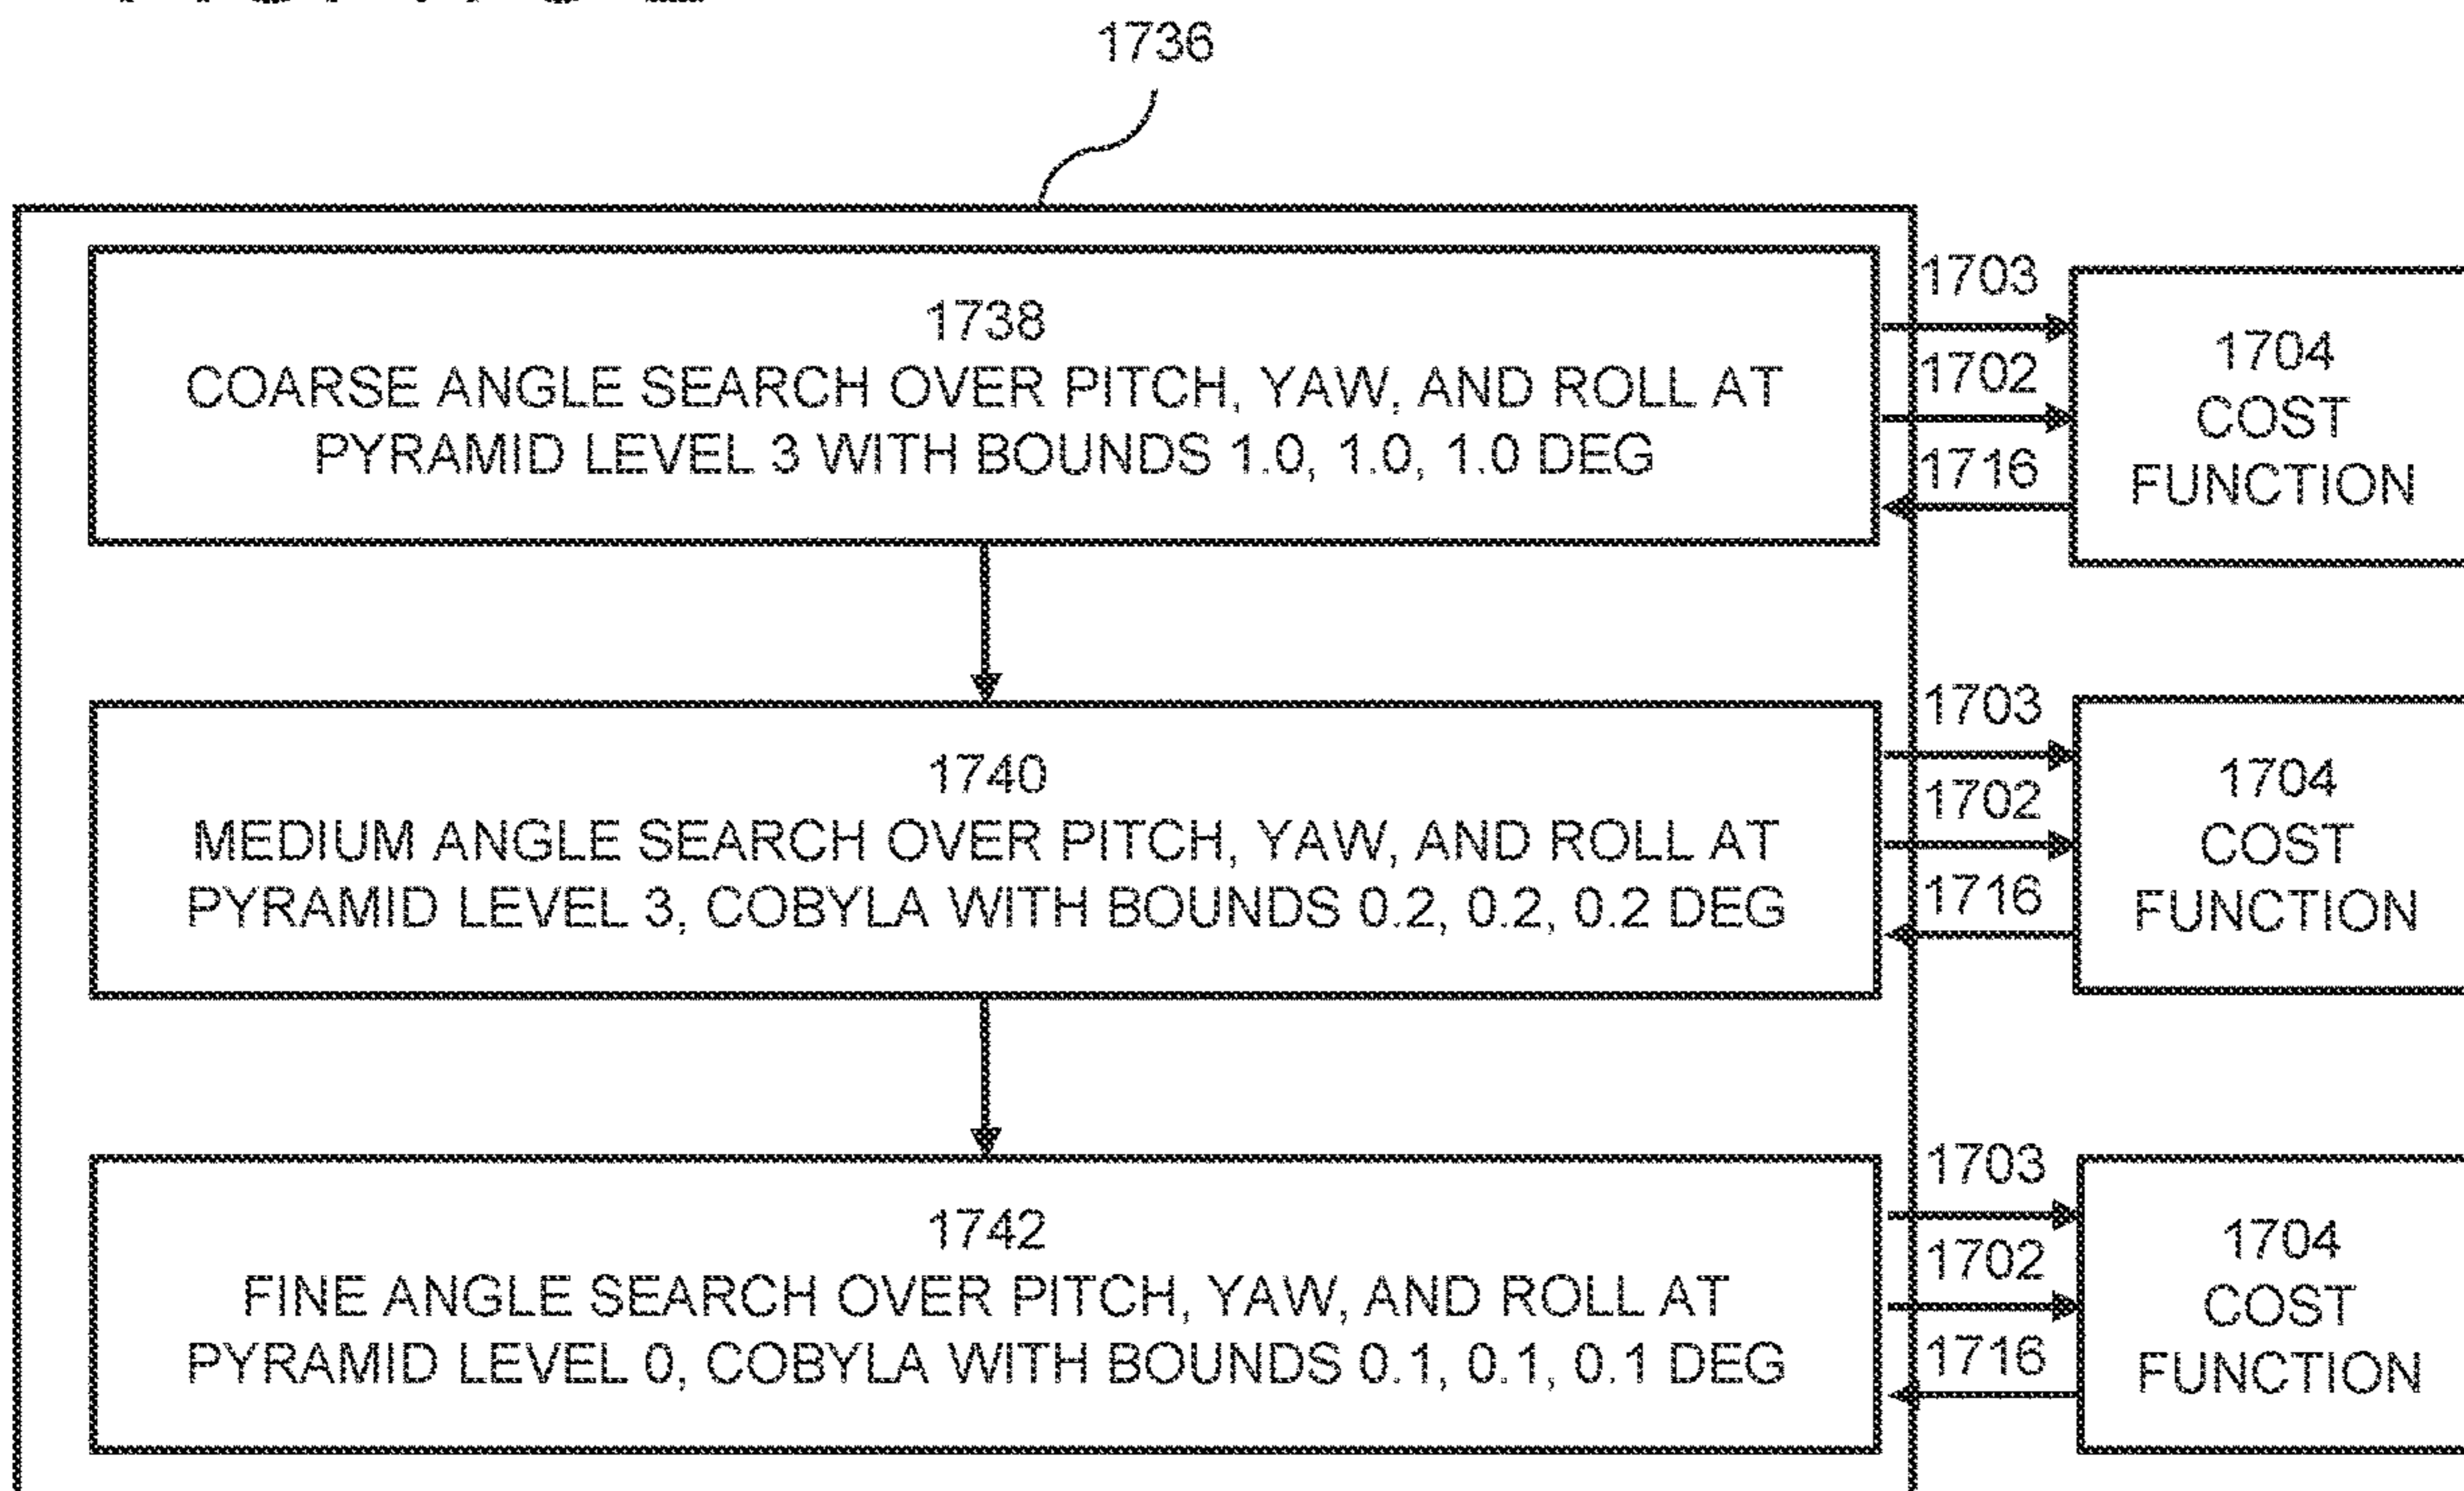 1736
1738
COARSE ANGLE SEARCH OVER PITCH, YAW, AND ROLL AT
PYRAMID LEVEL 3 WITH BOUNDS 1.0, 1.0, 1.0 DEG
1703
1702
1716
1704
COST
FUNCTION
1740
MEDIUM ANGLE SEARCH OVER PITCH, YAW, AND ROLL AT
PYRAMID LEVEL 3, COBYLA WITH BOUNDS 0.2, 0.2, 0.2 DEG
1703
1702
1716
1704
COST
FUNCTION
1742
FINE ANGLE SEARCH OVER PITCH, YAW, AND ROLL AT
PYRAMID LEVEL 0, COBYLA WITH BOUNDS 0.1, 0.1, 0.1 DEG
1703
1702
1716
1704
COST
FUNCTION